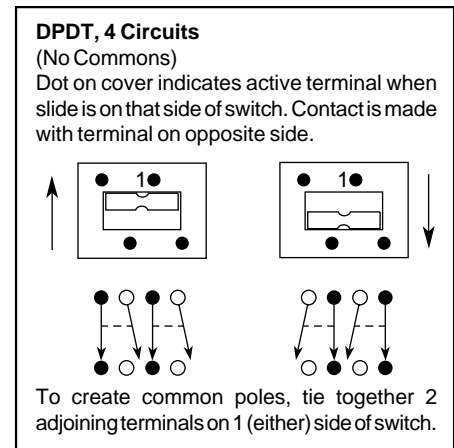 DPDT, 4 Circuits
(No Commons)
Dot on cover indicates active terminal when
slide is on that side of switch. Contact is made
with terminal on opposite side.
1 1
To create common poles, tie together 2
adjoining terminals on 1 (either) side of switch.